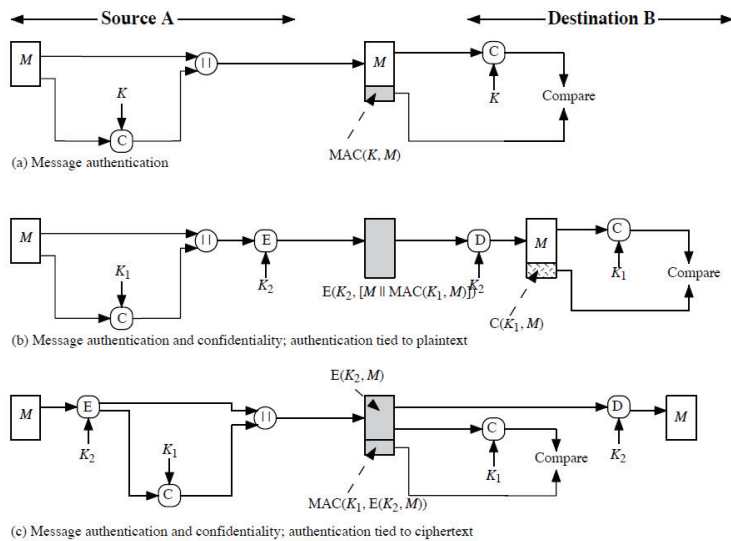 Source A
Destination B
M
||
M
C
K
C
K
Compare
MAC(K, M)
(a) Message authentication
M
||
E
D
M
C
K1
C
K2
E(K2, [M || MAC(K1, M)])
K2
K1
Compare
C(K1, M)
(b) Message authentication and confidentiality; authentication tied to plaintext
E(K2, M)
M
E
||
D
M
K2
K1
C
C
K1
Compare
K2
MAC(K1, E(K2, M))
(c) Message authentication and confidentiality; authentication tied to ciphertext